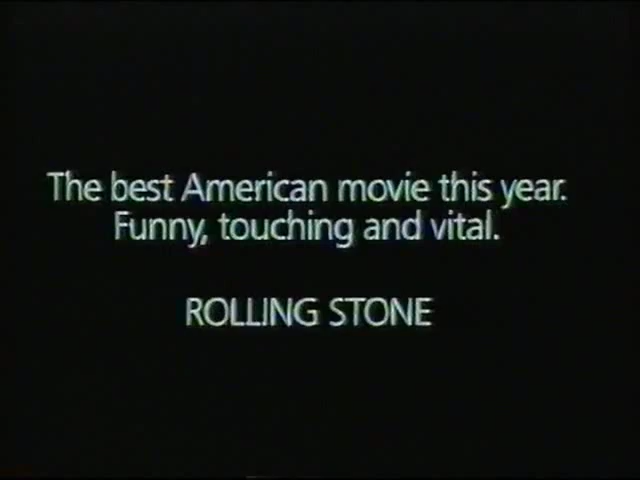 The best American movie this year.
Funny, touching and vital.
ROLLING STONE